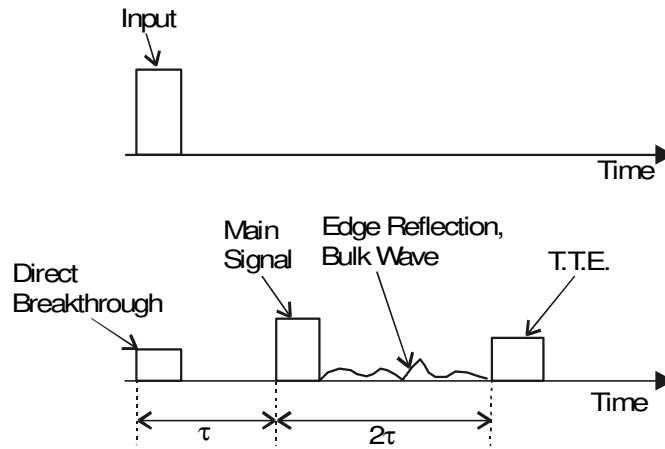 Input
Time
Main
Signal
Edge Reflection,
Bulk Wave
T.T.E.
Direct
Breakthrough
Time
τ
2τ